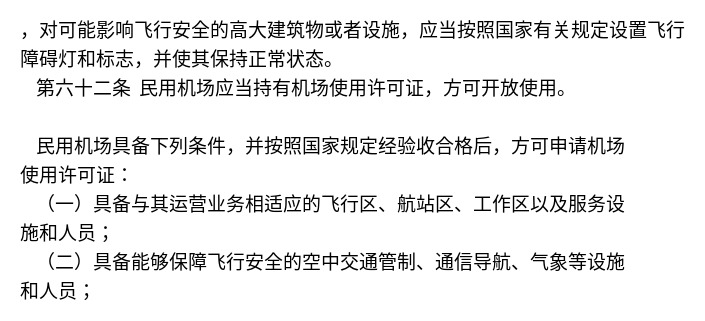 ，对可能影响飞行安全的高大建筑物或者设施，应当按照国家有关规定设置飞行
障碍灯和标志，并使其保持正常状态。
第六十二条 民用机场应当持有机场使用许可证，方可开放使用。
民用机场具备下列条件，并按照国家规定经验收合格后，方可申请机场
使用许可证：
（一）具备与其运营业务相适应的飞行区、航站区、工作区以及服务设
施和人员；
（二）具备能够保障飞行安全的空中交通管制、通信导航、气象等设施
和人员；